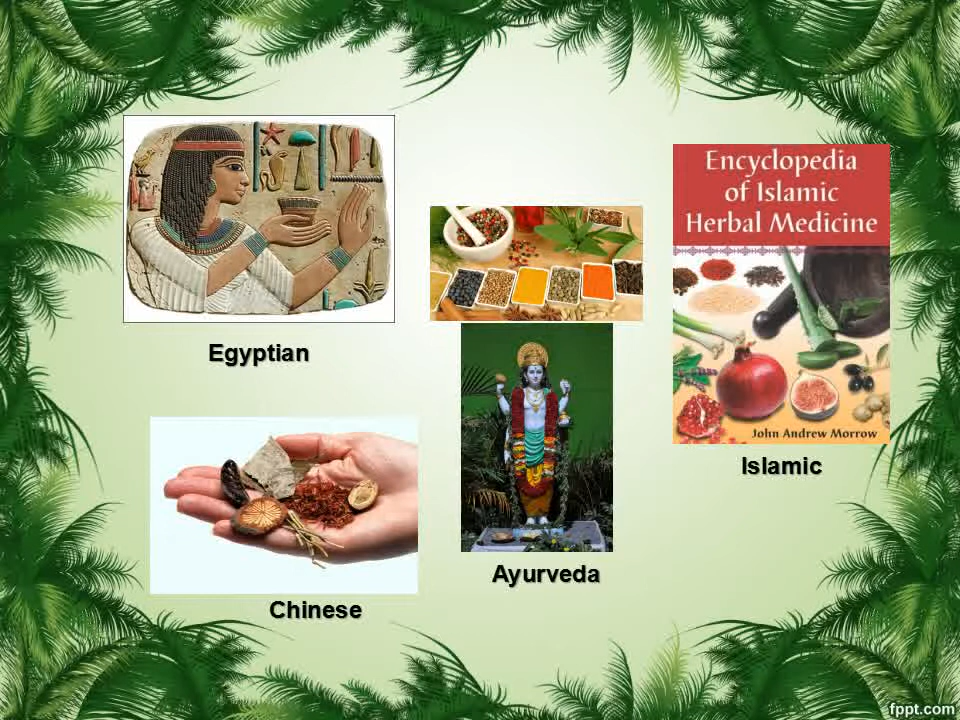 Encyclopedia
of Islamic
Herbal Medicine
John Andrew Morrow
Egyptian
Islamic
Ayurveda
Chinese
fppt.com